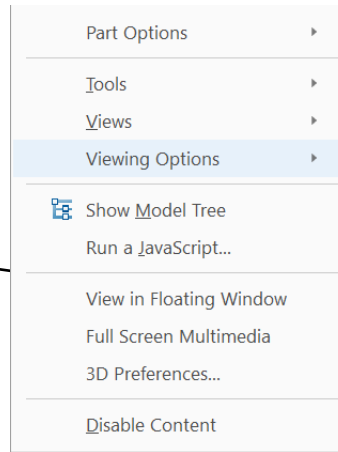 Part Options
Tools
Views
Viewing Options
Show Model Tree
Run a JavaScript...
View in Floating Window
Full Screen Multimedia
3D Preferences...
Disable Content